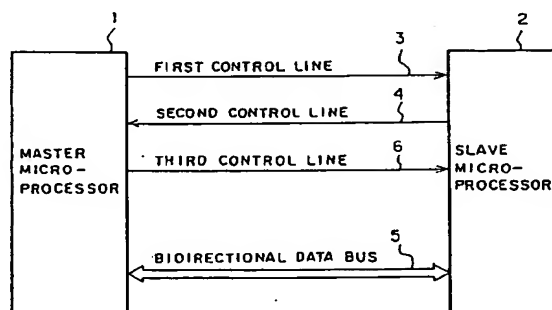 1
2
FIRST CONTROL LINE
3
SECOND CONTROL LINE
4
THIRD CONTROL LINE
6
MASTER
MICRO-
PROCESSOR
SLAVE
MICRO-
PROCESSOR
BIDIRECTIONAL DATA BUS
5